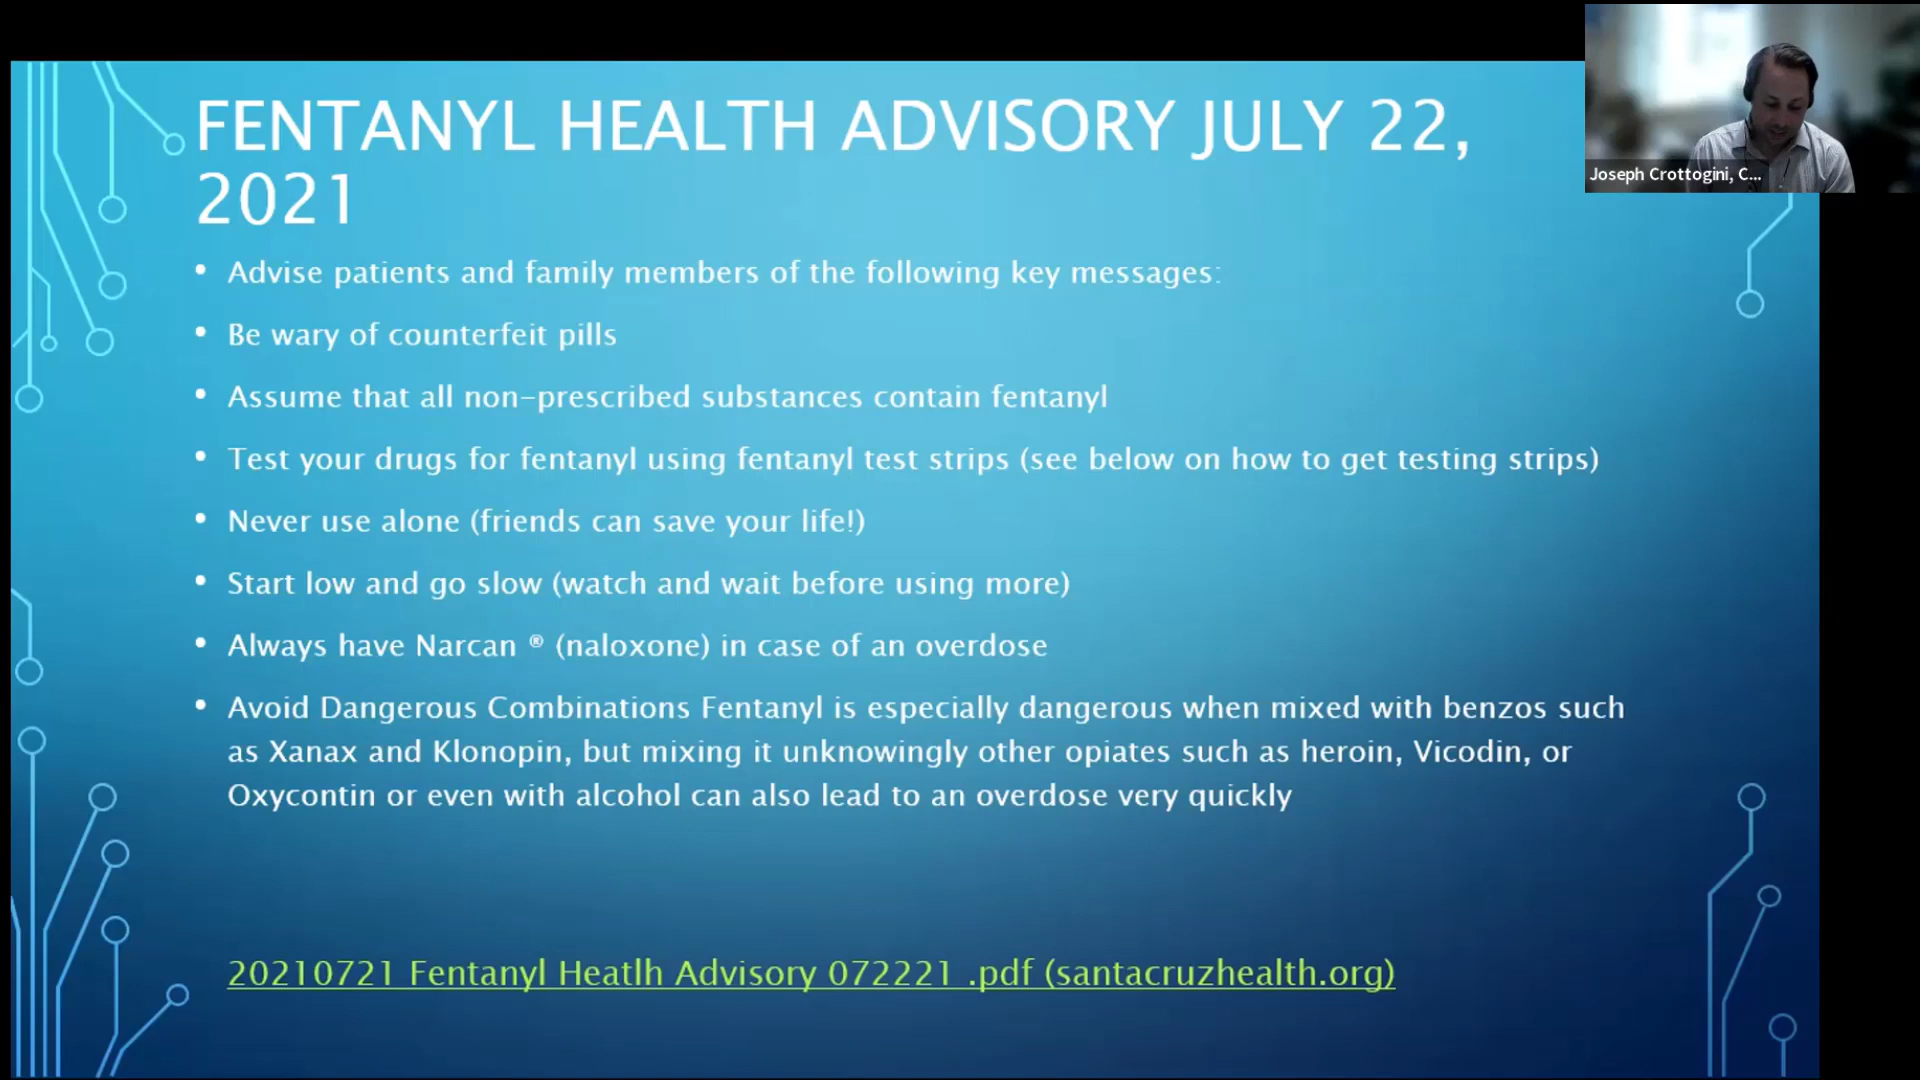 FENTANYL HEALTH ADVISORY JULY 22,
2021
Joseph Crottogini, C...
• Advise patients and family members of the following key messages:
• Be wary of counterfeit pills
• Assume that all non-prescribed substances contain fentanyl
• Test your drugs for fentanyl using fentanyl test strips (see below on how to get testing strips)
• Never use alone (friends can save your life!)
• Start low and go slow (watch and wait before using more)
• Always have Narcan ® (naloxone) in case of an overdose
• Avoid Dangerous Combinations Fentanyl is especially dangerous when mixed with benzos such
as Xanax and Klonopin, but mixing it unknowingly other opiates such as heroin, Vicodin, or
Oxycontin or even with alcohol can also lead to an overdose very quickly
20210721 Fentanyl Heatlh Advisory 072221 .pdf (santacruzhealth.org)